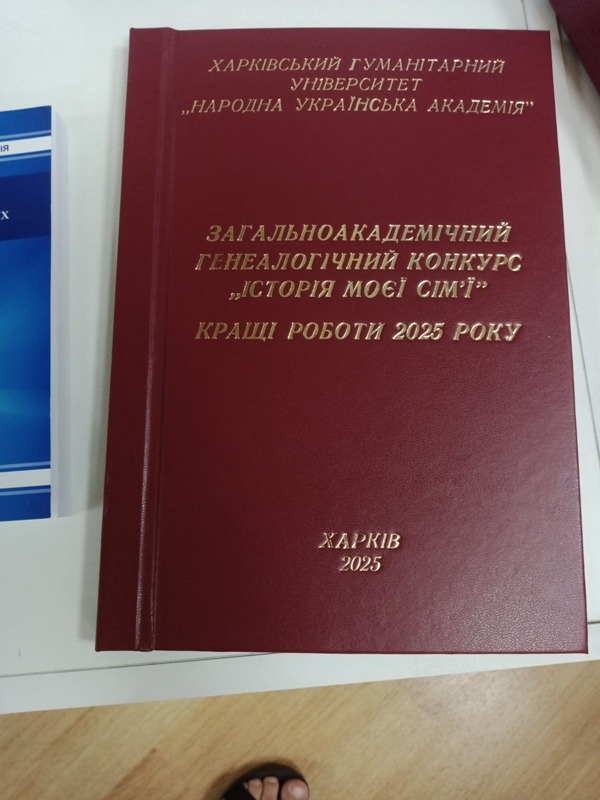 ХАРКІВСЬКИЙ ГУМАНІТАРНИЙ
УНІВЕРСИТЕТ
„НАРОДНА УКРАЇНСЬКА АКАДЕМІЯ"
ЗАГАЛЬНОАКАДЕМІЧНИЙ
ГЕНЕАЛОГІЧНИЙ КОНКУРС
„ІСТОРІЯ МОЄЇ СІМ'Ї"
КРАЩІ РОБОТИ 2025 РОКУ
ХАРКІВ
2025